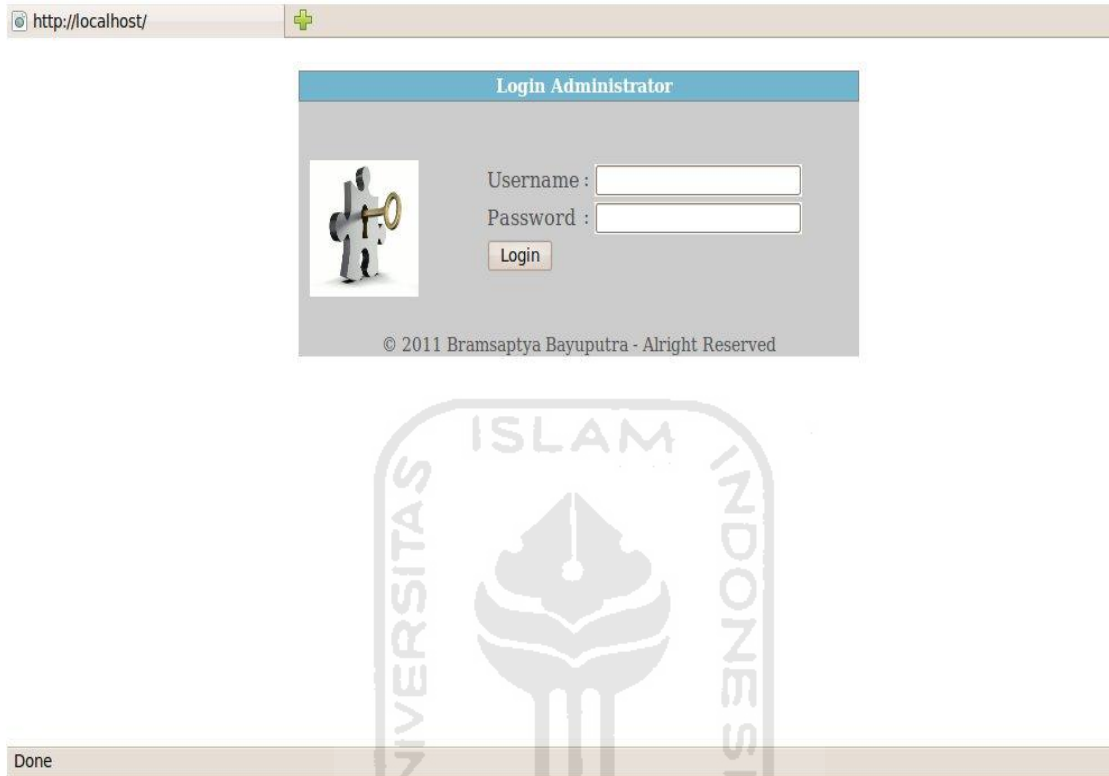 http://localhost/
Login Administrator
Username :
Password :
Login
© 2011 Bramsaptya Bayuputra - Alright Reserved
ISLAM
Done